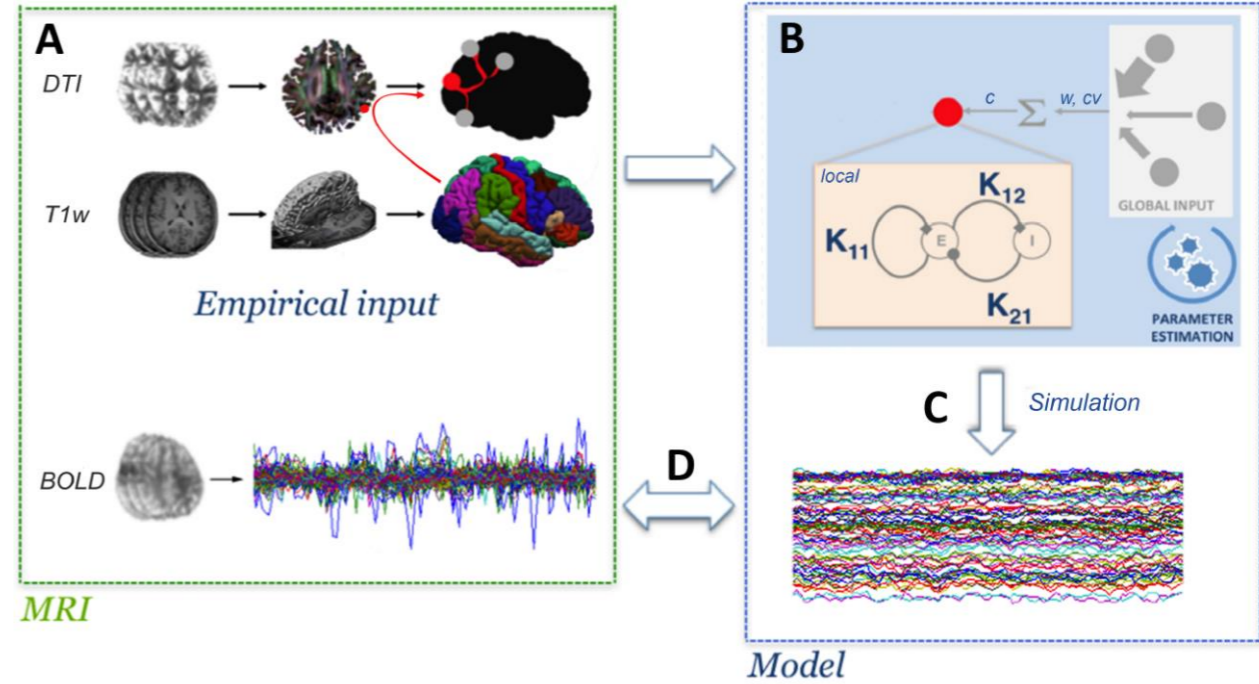 A
DTI
T1w
Empirical input
BOLD
MRI
B
c
Σ
w, cv
GLOBAL INPUT
local
K12
K11
E
I
K21
PARAMETER
ESTIMATION
C
Simulation
D
Model